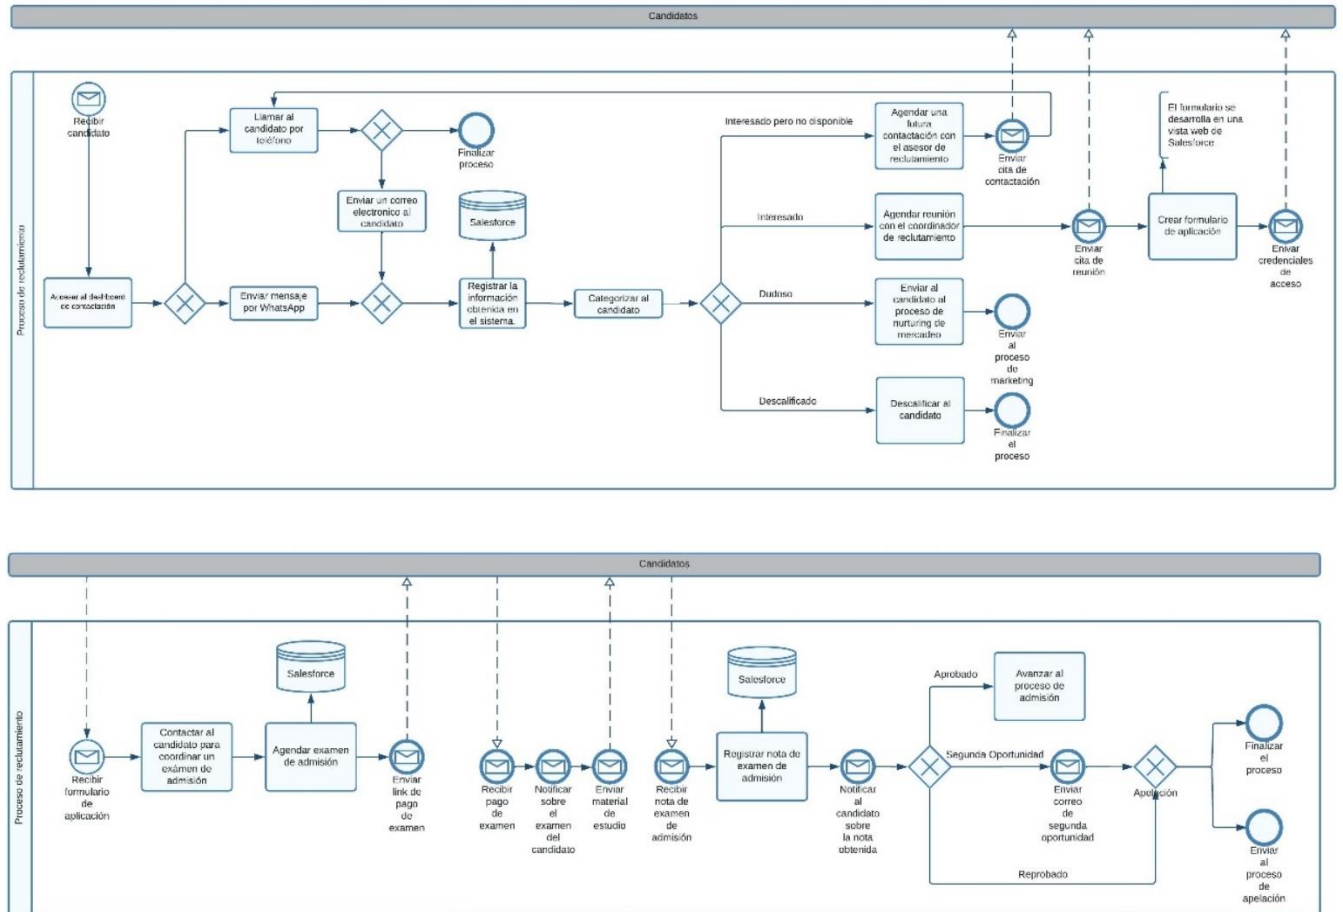 Candidatos
Proceso de reclutamiento
Recibir
candidato
Llamar al
candidato por
teléfono
Finalizar
proceso
Enviar un correo
electronico al
candidato
Salesforce
Acceser al dashboard
de contactación
Enviar mensaje
por WhatsApp
Registrar la
información
obtenida en
el sistema.
Categorizar al
candidato
Interesado pero no disponible
Agendar una
futura
contactación con
el asesor de
reclutamiento
Enviar
cita de
contactación
Interesado
Agendar reunión
con el coordinador
de reclutamiento
Enviar
cita de
reunión
El formulario se
desarrolla en una
vista web de
Salesforce
Crear formulario
de aplicación
Enivar
credenciales
de
acceso
Dudoso
Enviar al
candidato al
proceso de
nurturing de
mercadeo
Enviar
al
proceso
de
marketing
Descalificado
Descalificar al
candidato
Finalizar
el
proceso
Candidatos
Proceso de reclutamiento
Recibir
formulario
de
aplicación
Contactar al
candidato para
coordinar un
exámen de
admisión
Salesforce
Agendar examen
de admisión
Enviar
link de
pago de
examen
Recibir
pago
de
examen
Notificar
sobre
el
examen
del
candidato
Enviar
material
de
estudio
Recibir
nota de
examen
de
admisión
Salesforce
Registrar nota de
examen de
admisión
Notificar
al
candidato
sobre
la nota
obtenida
Aprobado
Avanzar al
proceso de
admisión
Segunda Oportunidad
Enviar
correo
de
segunda
oportunidad
Apelación
Reprobado
Finalizar
el
proceso
Enviar
al
proceso
de
apelación